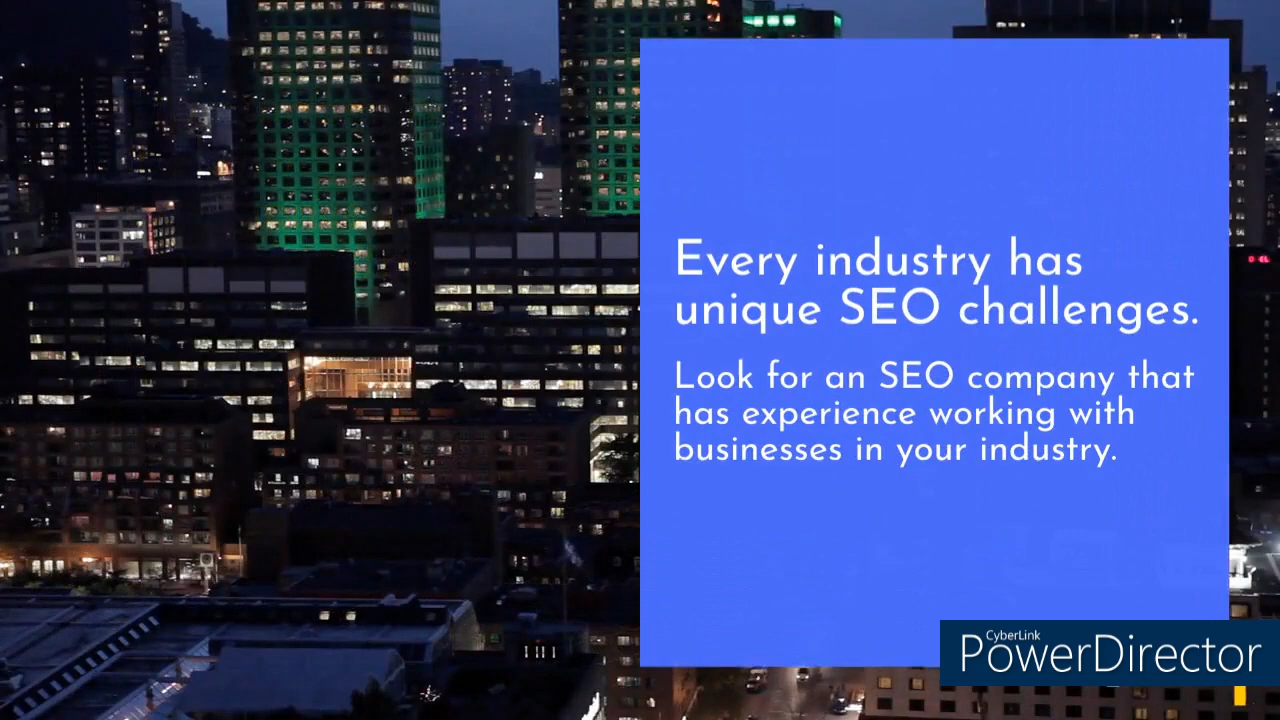 Every industry has
unique SEO challenges.
Look for an SEO company that
has experience working with
businesses in your industry.
CyberLink
PowerDirector